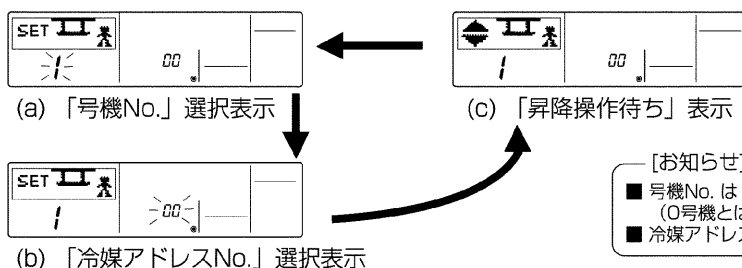 SET
1
00
(a) 「号機No.」選択表示
1
00
(c) 「昇降操作待ち」表示
SET
1
00
(b) 「冷媒アドレスNo.」選択表示
[お知らせ]
■ 号機No. は
(0号機とは
■ 冷媒アドレス